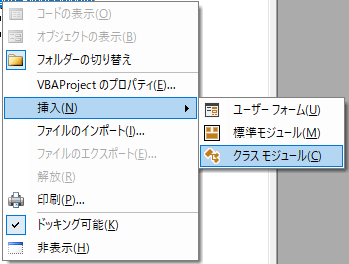 コードの表示(O)
オブジェクトの表示(B)
フォルダーの切り替え
VBAProject のプロパティ(E)...
挿入(N)
ファイルのインポート(I)...
ファイルのエクスポート(E)...
解放(R)
印刷(P)...
ドッキング可能(K)
非表示(H)
ユーザー フォーム(U)
標準モジュール(M)
クラス モジュール(C)